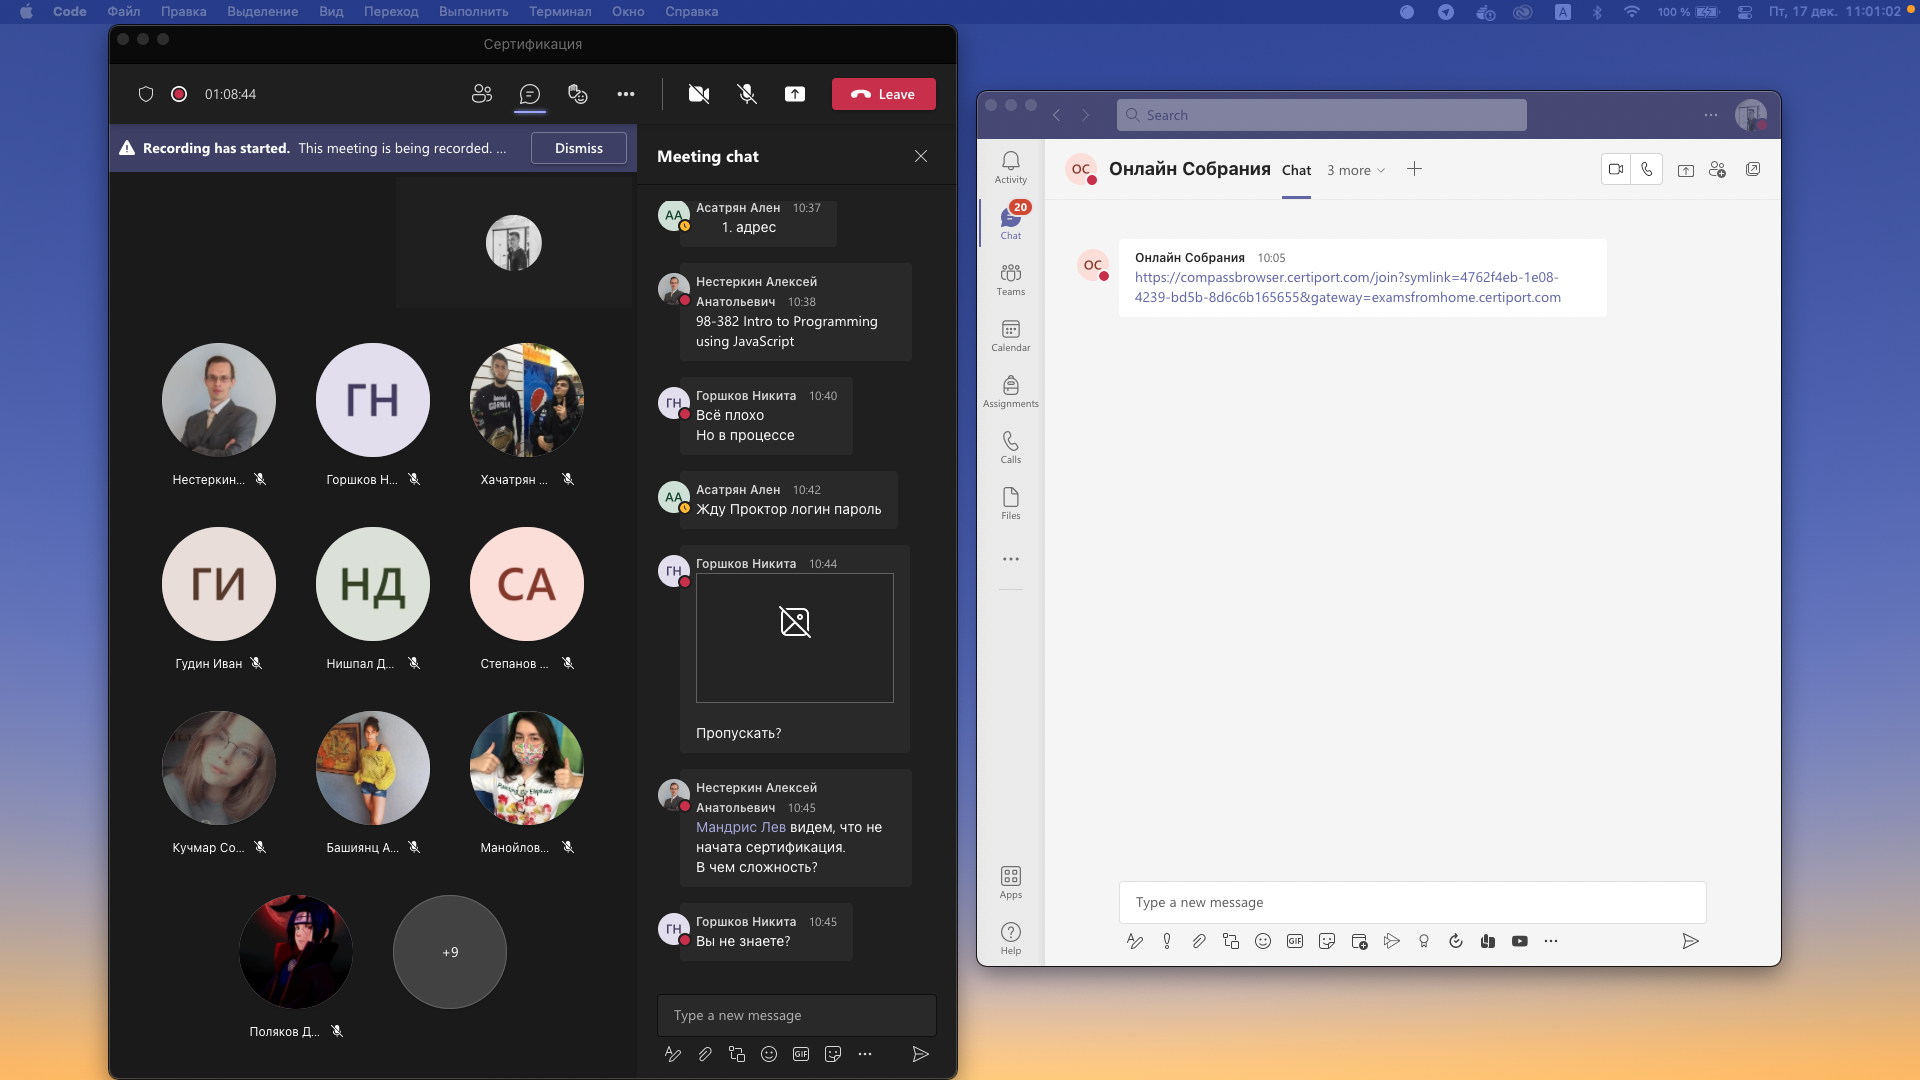 Code Файл Правка Выделение Вид Переход Выполнить Терминал Окно Справка
A 100 % Пт, 17 дек. 11:01:02
Сертификация
01:08:44
Leave
Recording has started. This meeting is being recorded. ...
Dismiss
Нестеркин...
ГН
Горшков Н...
Хачатрян ...
ГИ
Гудин Иван
НД
Нишпал Д...
СА
Степанов ...
Кучмар Со...
Башиянц А...
Манойлов...
Поляков Д...
+9
Meeting chat
АА
Асатрян Ален 10:37
1. адрес
Нестеркин Алексей
Анатольевич 10:38
98-382 Intro to Programming
using JavaScript
ГН
Горшков Никита 10:40
Всё плохо
Но в процессе
АА
Асатрян Ален 10:42
Жду Проктор логин пароль
ГН
Горшков Никита 10:44
Пропускать?
Нестеркин Алексей
Анатольевич 10:45
Мандрис Лев видем, что не
начата сертификация.
В чем сложность?
ГН
Горшков Никита 10:45
Вы не знаете?
Type a new message
GIF
Search
Activity
20
Chat
Teams
Calendar
Assignments
Calls
Files
Apps
Help
ОС
Онлайн Собрания Chat 3 more
ОС
Онлайн Собрания 10:05
https://compassbrowser.certiport.com/join?symlink=4762f4eb-1e08-
4239-bd5b-8d6c6b165655&gateway=examsfromhome.certiport.com
Type a new message
GIF